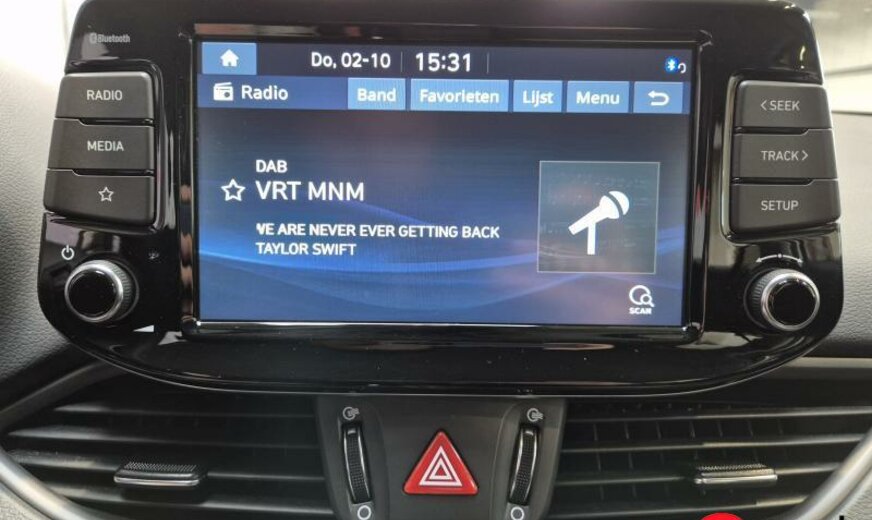 Bluetooth
Do, 02-10 15:31
RADIO
Radio Band Favorieten Lijst Menu
< SEEK
MEDIA
TRACK >
DAB
VRT MNM
SETUP
WE ARE NEVER EVER GETTING BACK
TAYLOR SWIFT
SCAN